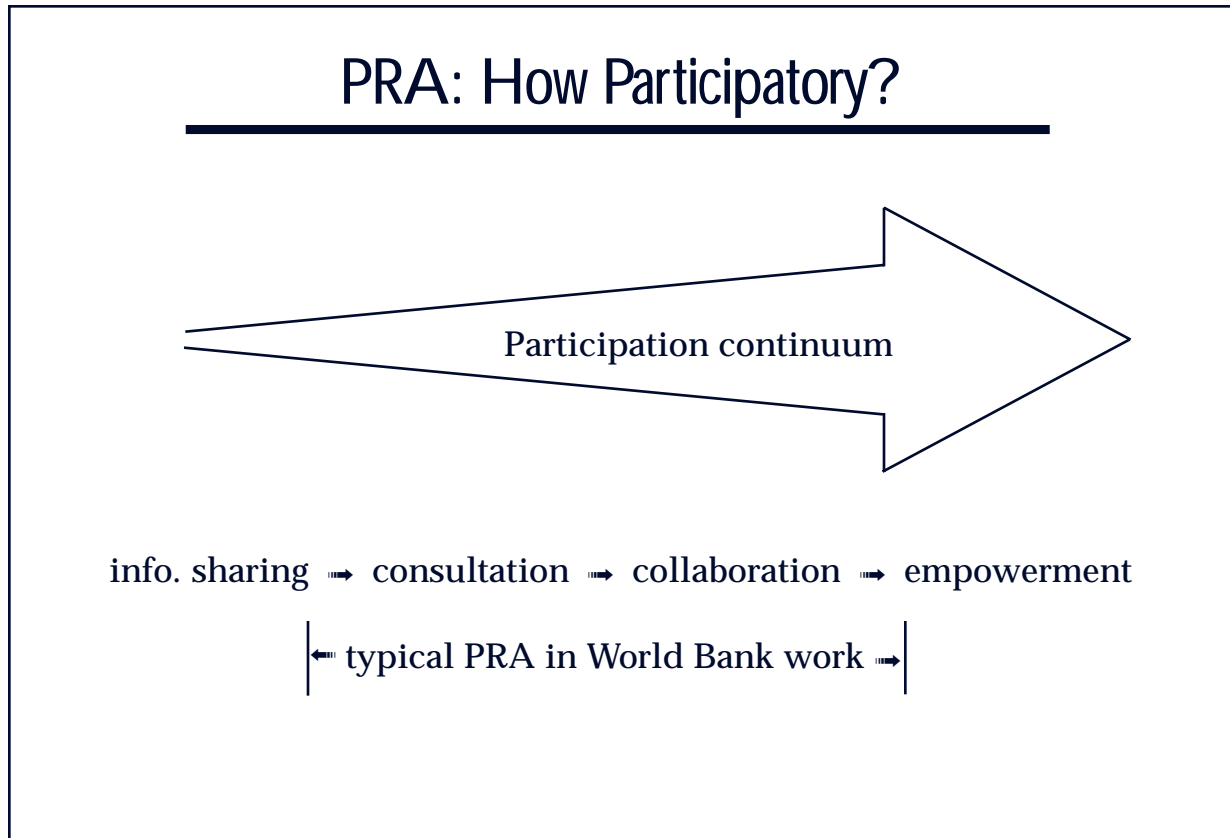 PRA: How Participatory?
Participation continuum
info. sharing ➟ consultation ➟ collaboration ➟ empowerment
typical PRA in World Bank work